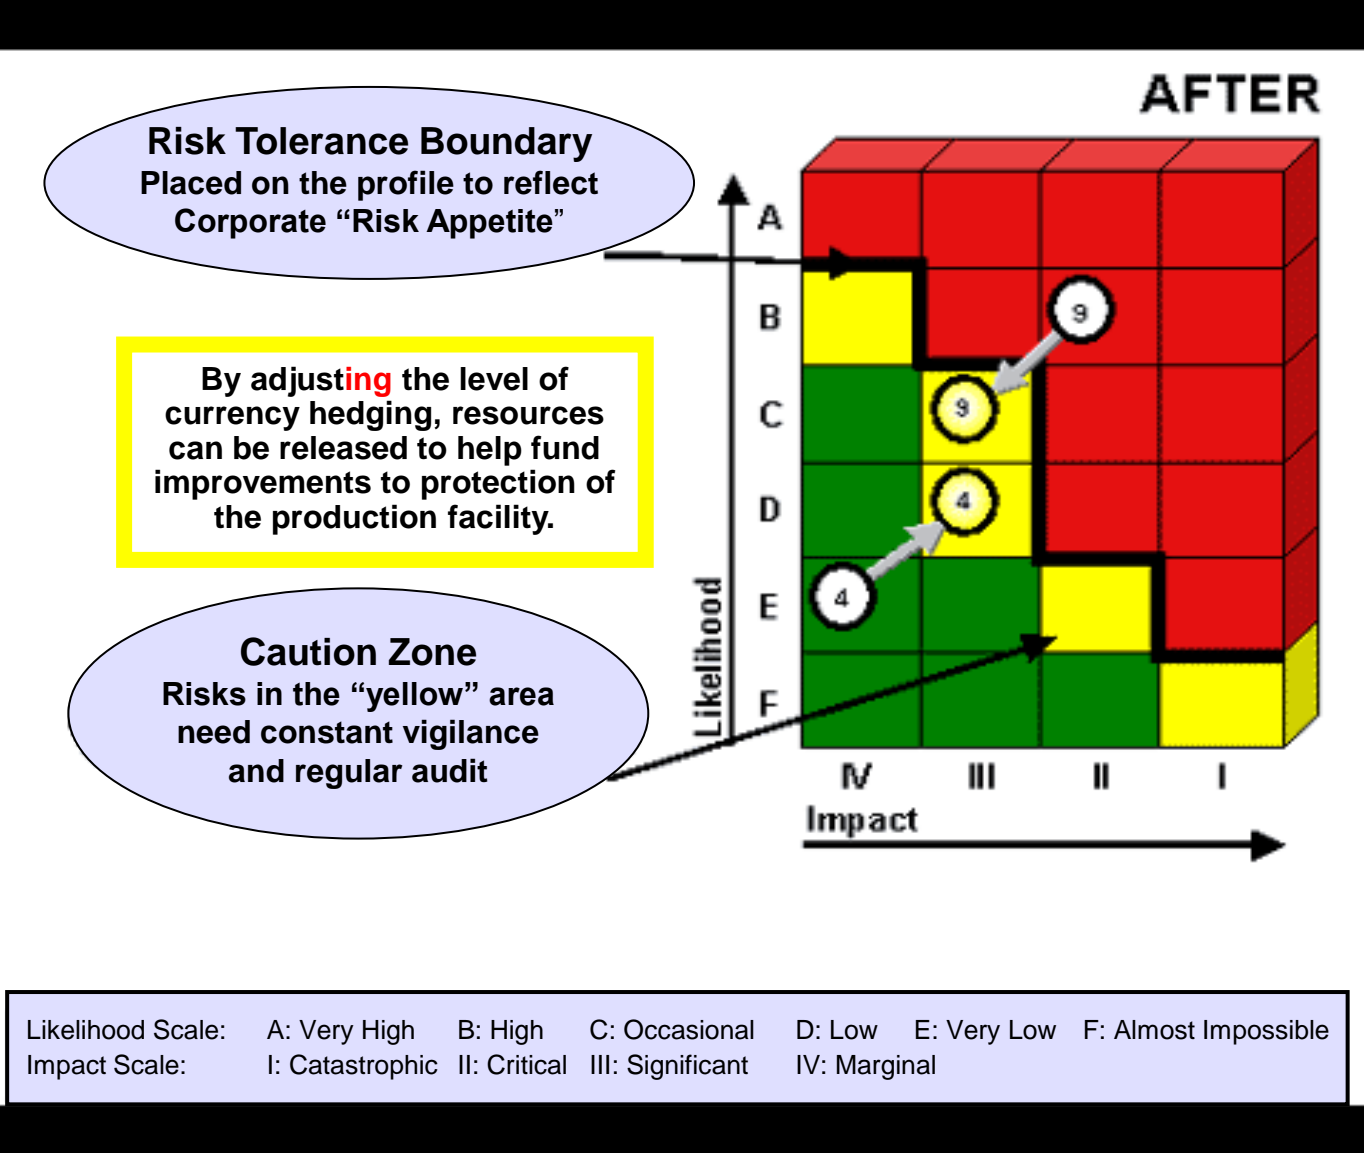 AFTER
Risk Tolerance Boundary
Placed on the profile to reflect
Corporate “Risk Appetite”
By adjusting the level of
currency hedging, resources
can be released to help fund
improvements to protection of
the production facility.
Caution Zone
Risks in the “yellow” area
need constant vigilance
and regular audit
Likelihood
A
B
C
D
E
F
9
9
4
4
IV III II I
Impact
Likelihood Scale: A: Very High B: High C: Occasional D: Low E: Very Low F: Almost Impossible
Impact Scale: I: Catastrophic II: Critical III: Significant IV: Marginal